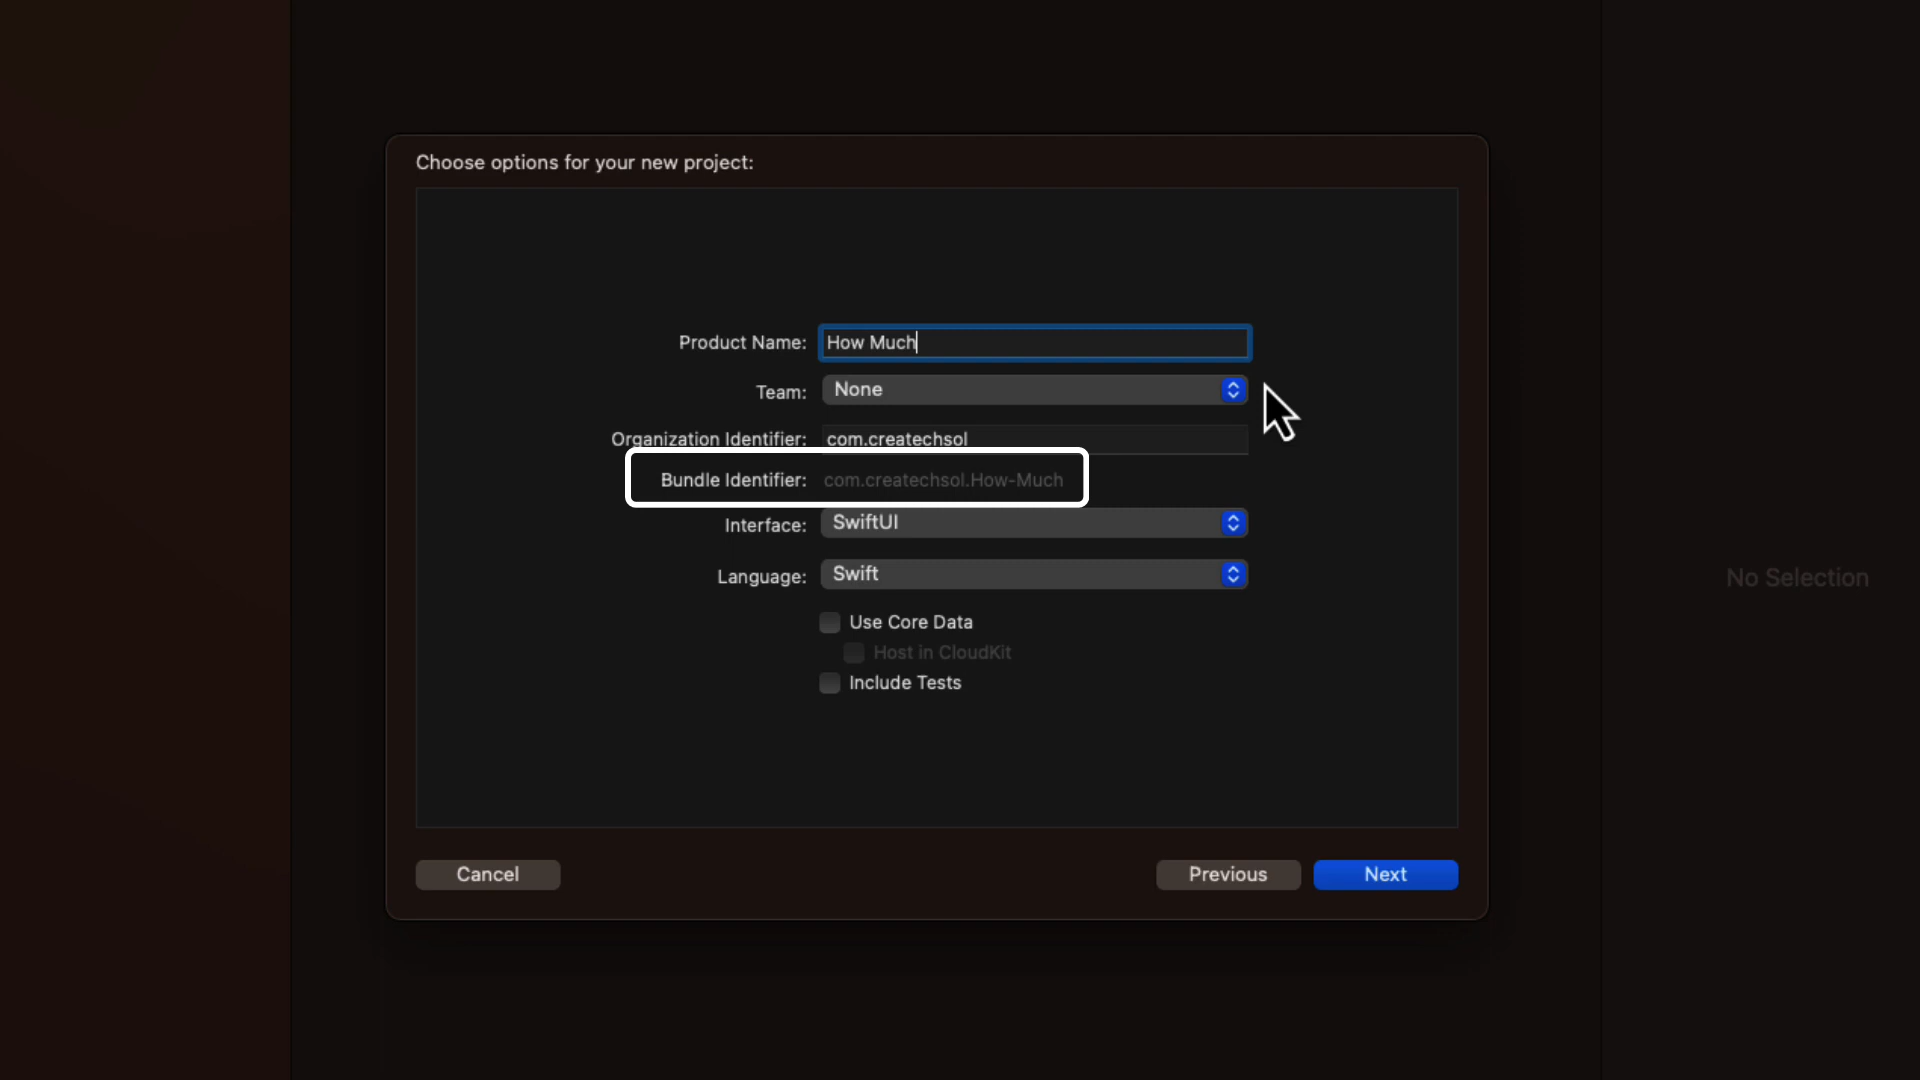 Choose options for your new project:
Product Name: How Much
Team: None
Organization Identifier: com.createchsol
Bundle Identifier: com.createchsol.How-Much
Interface: SwiftUI
Language: Swift
Use Core Data
Host in CloudKit
Include Tests
No Selection
Cancel Previous Next